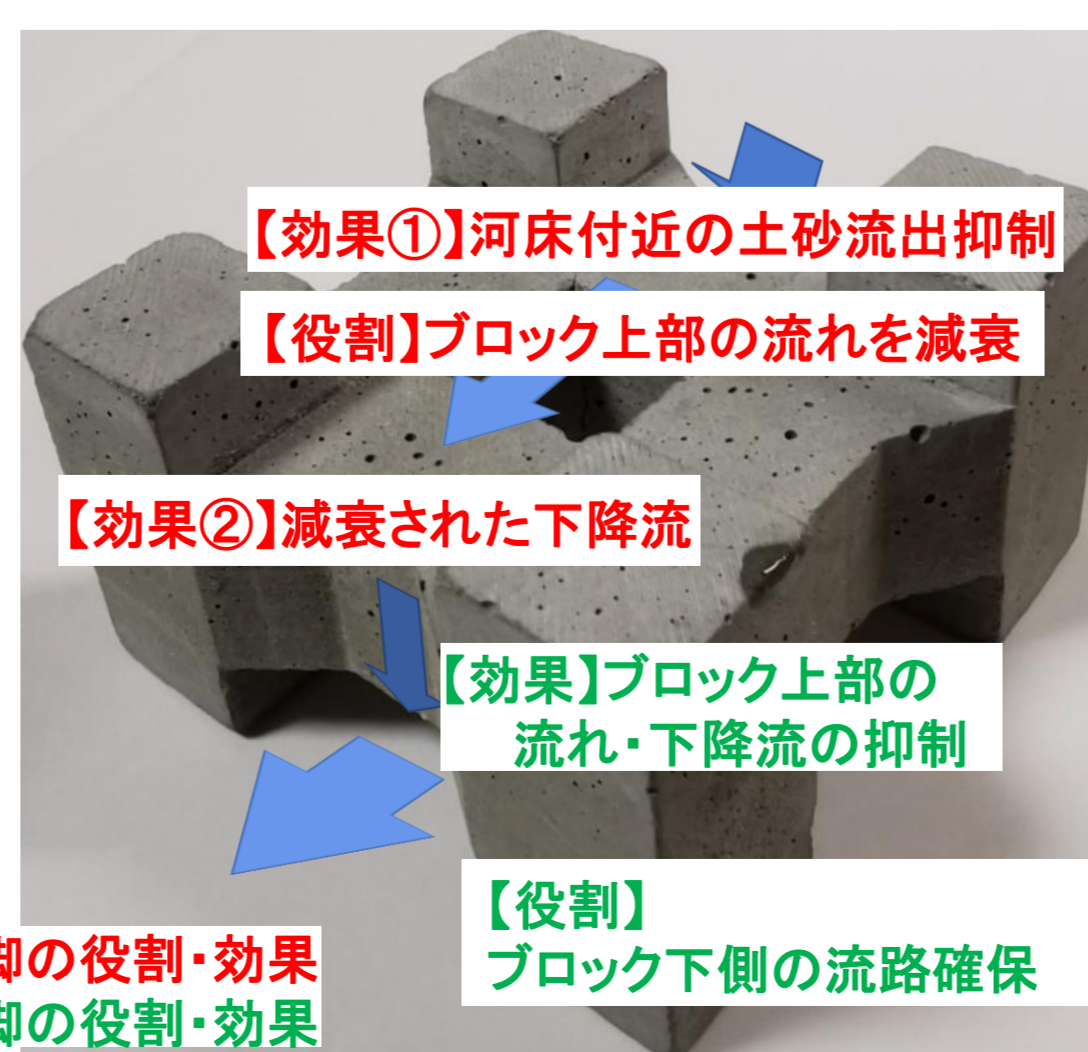 【効果①】河床付近の土砂流出抑制
【役割】ブロック上部の流れを減衰
【効果②】減衰された下降流
【効果】ブロック上部の
流れ・下降流の抑制
【役割】
ブロック下側の流路確保
脚の役割・効果
脚の役割・効果